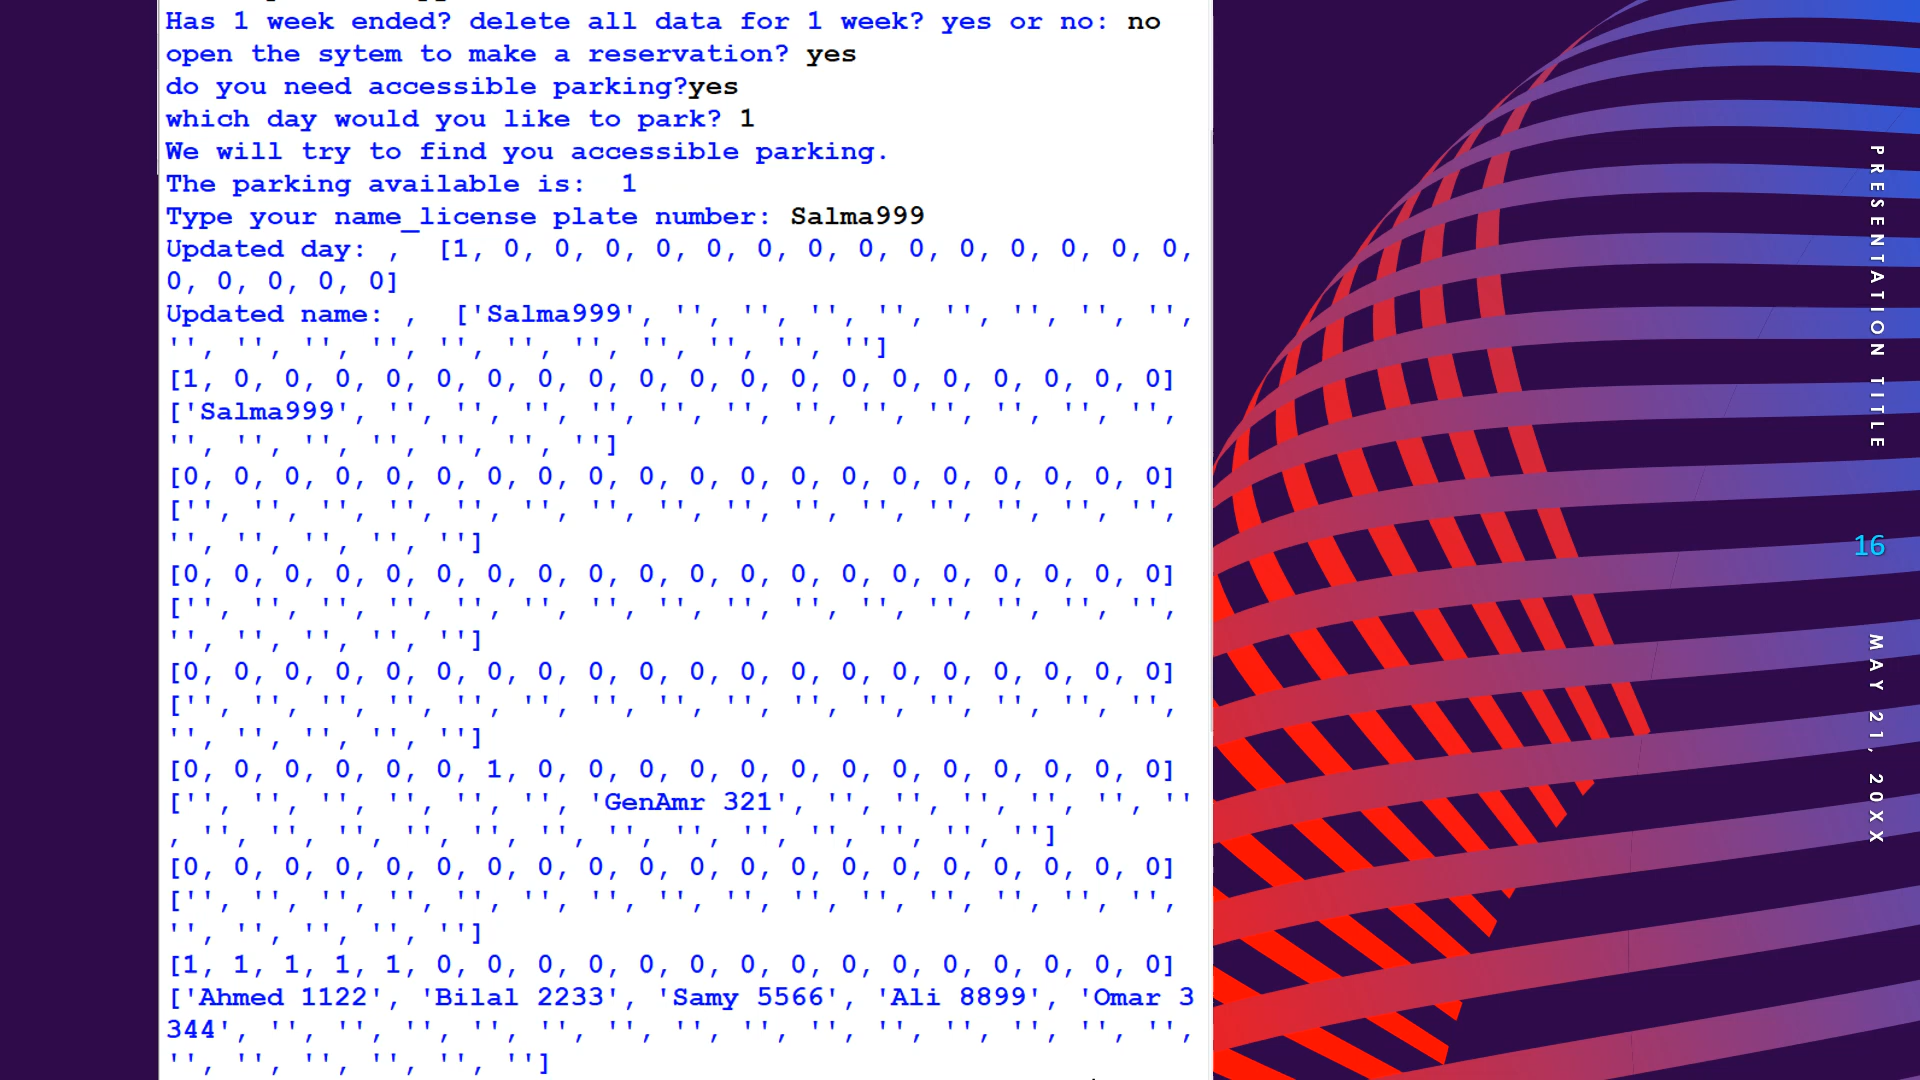 Has 1 week ended? delete all data for 1 week? yes or no: no
open the sytem to make a reservation? yes
do you need accessible parking?yes
which day would you like to park? 1
We will try to find you accessible parking.
The parking available is:  1
Type your name_license plate number: Salma999
Updated day: ,  [1, 0, 0, 0, 0, 0, 0, 0, 0, 0, 0, 0, 0, 0, 0,
0, 0, 0, 0, 0]
Updated name: ,  ['Salma999', '', '', '', '', '', '', '', '',
'', '', '', '', '', '', '', '', '', '', '']
[1, 0, 0, 0, 0, 0, 0, 0, 0, 0, 0, 0, 0, 0, 0, 0, 0, 0, 0, 0]
['Salma999', '', '', '', '', '', '', '', '', '', '', '', '',
'', '', '', '', '', '', '']
[0, 0, 0, 0, 0, 0, 0, 0, 0, 0, 0, 0, 0, 0, 0, 0, 0, 0, 0, 0]
['', '', '', '', '', '', '', '', '', '', '', '', '', '', '',
'', '', '', '', '']
[0, 0, 0, 0, 0, 0, 0, 0, 0, 0, 0, 0, 0, 0, 0, 0, 0, 0, 0, 0]
['', '', '', '', '', '', '', '', '', '', '', '', '', '', '',
'', '', '', '', '']
[0, 0, 0, 0, 0, 0, 0, 0, 0, 0, 0, 0, 0, 0, 0, 0, 0, 0, 0, 0]
['', '', '', '', '', '', '', '', '', '', '', '', '', '', '',
'', '', '', '', '']
[0, 0, 0, 0, 0, 0, 1, 0, 0, 0, 0, 0, 0, 0, 0, 0, 0, 0, 0, 0]
['', '', '', '', '', '', 'GenAmr 321', '', '', '', '', '', ''
, '', '', '', '', '', '', '', '', '', '', '', '', '']
[0, 0, 0, 0, 0, 0, 0, 0, 0, 0, 0, 0, 0, 0, 0, 0, 0, 0, 0, 0]
['', '', '', '', '', '', '', '', '', '', '', '', '', '', '',
'', '', '', '', '']
[1, 1, 1, 1, 1, 0, 0, 0, 0, 0, 0, 0, 0, 0, 0, 0, 0, 0, 0, 0]
['Ahmed 1122', 'Bilal 2233', 'Samy 5566', 'Ali 8899', 'Omar 3
344', '', '', '', '', '', '', '', '', '', '', '', '', '', '',
'', '', '', '', '', '']
PRESENTATION TITLE
16
MAY 21, 20XX